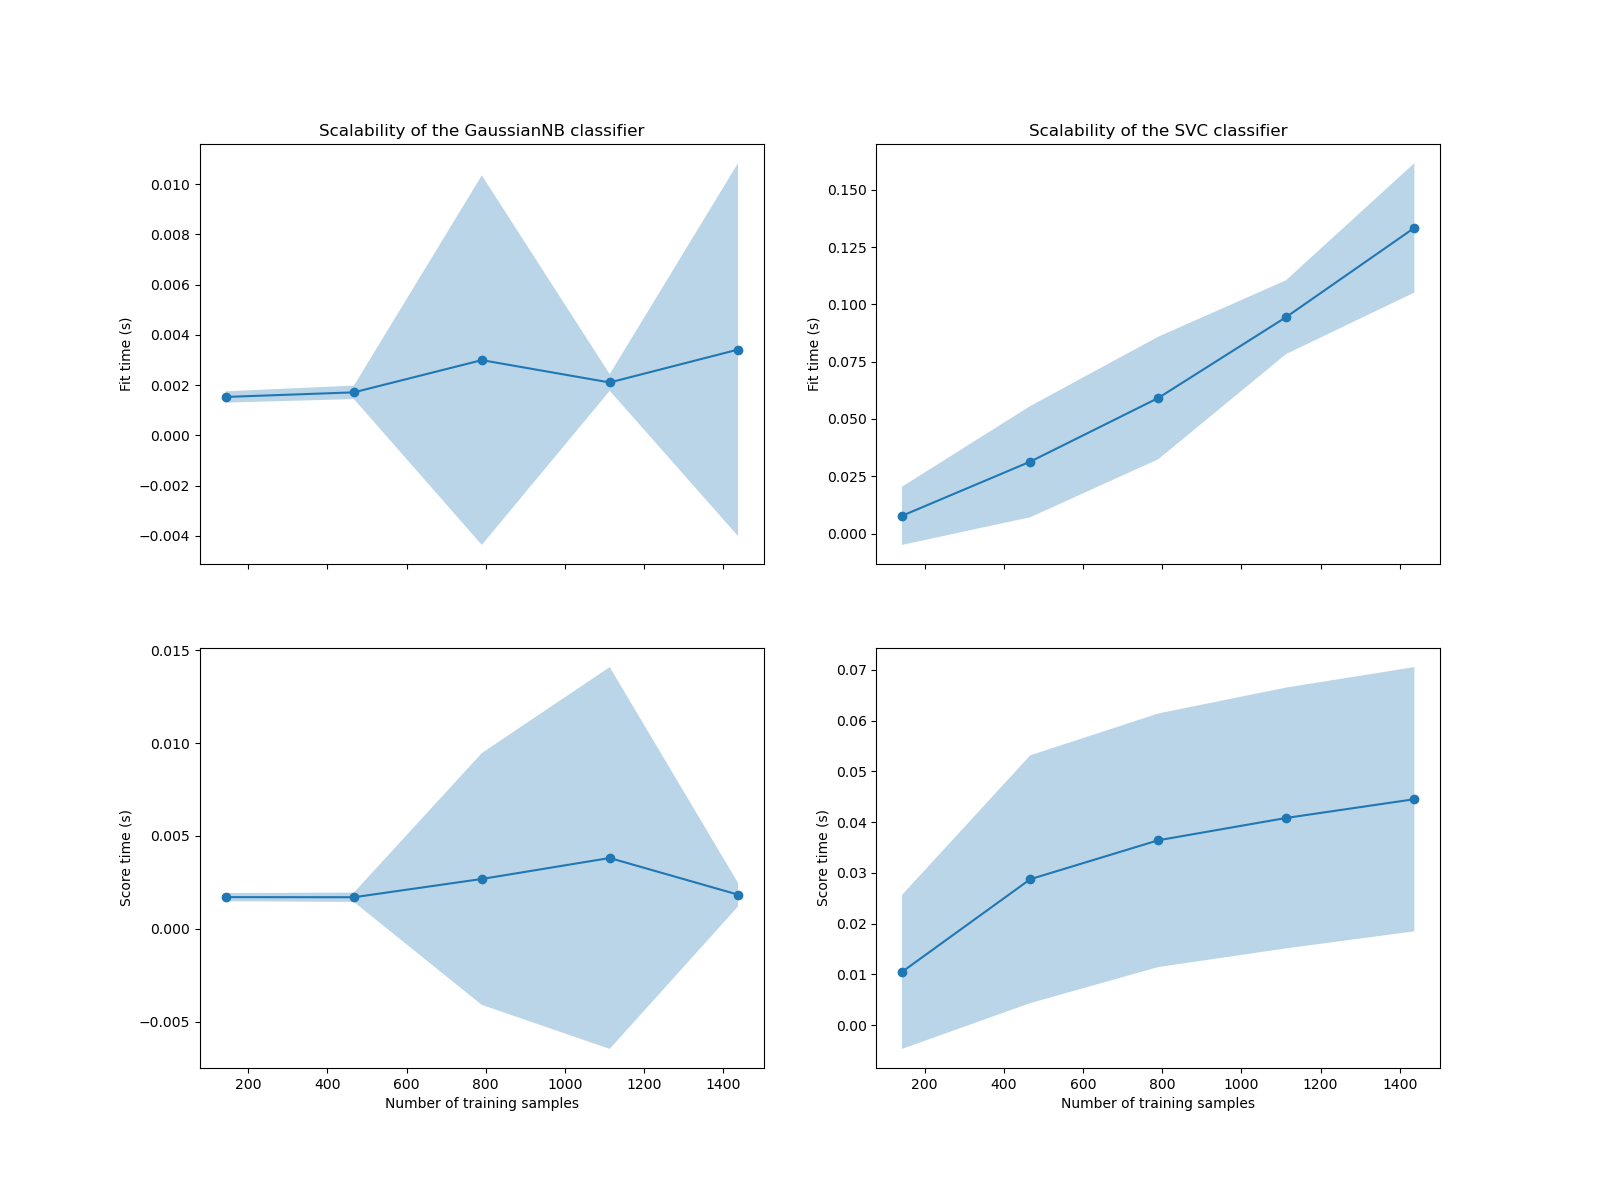 Scalability of the GaussianNB classifier
Fit time (s)
0.010
0.008
0.006
0.004
0.002
0.000
−0.002
−0.004
Scalability of the SVC classifier
Fit time (s)
0.150
0.125
0.100
0.075
0.050
0.025
0.000
Score time (s)
0.015
0.010
0.005
0.000
−0.005
200 400 600 800 1000 1200 1400
Number of training samples
Score time (s)
0.07
0.06
0.05
0.04
0.03
0.02
0.01
0.00
200 400 600 800 1000 1200 1400
Number of training samples